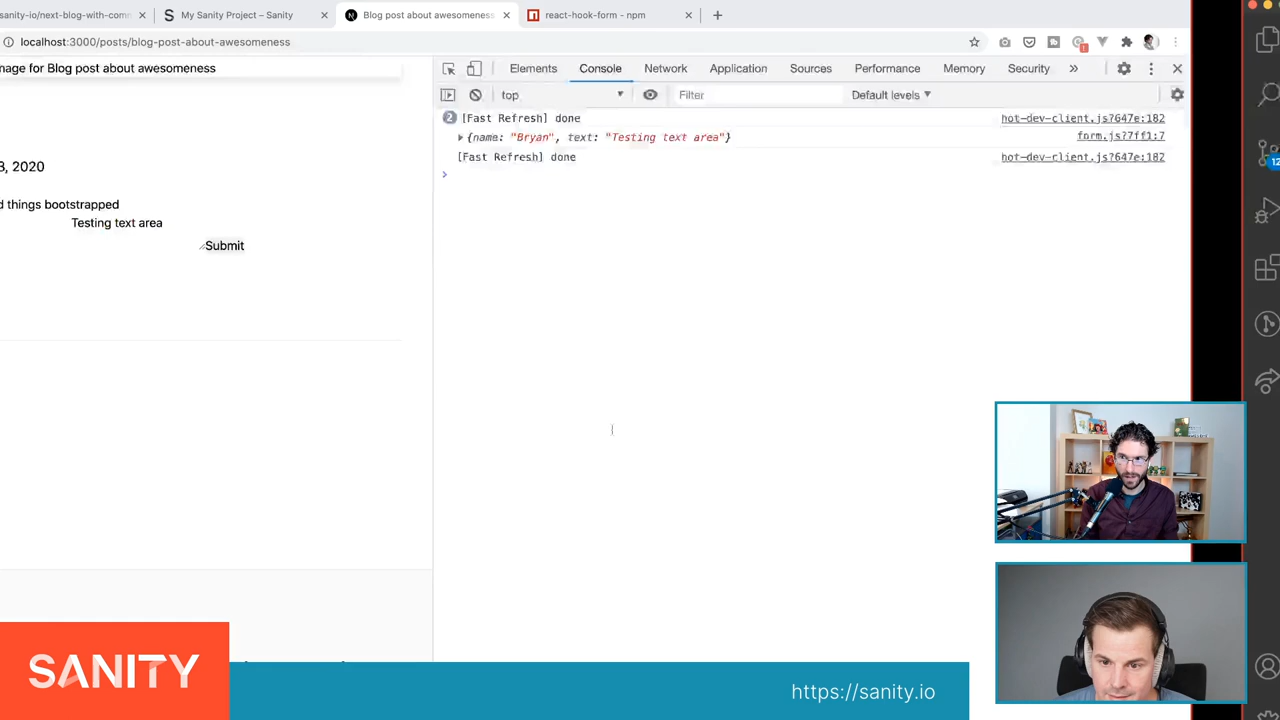 sanity-io/next-blog-with-comm
My Sanity Project – Sanity
Blog post about awesomeness
react-hook-form - npm
localhost:3000/posts/blog-post-about-awesomeness
nage for Blog post about awesomeness
3, 2020
d things bootstrapped
Testing text area
Submit
Elements Console Network Application Sources Performance Memory Security »
top Filter Default levels
2 [Fast Refresh] done hot-dev-client.js?647e:182
{name: "Bryan", text: "Testing text area"} form.js?7ff1:7
[Fast Refresh] done hot-dev-client.js?647e:182
12
SANITY
https://sanity.io